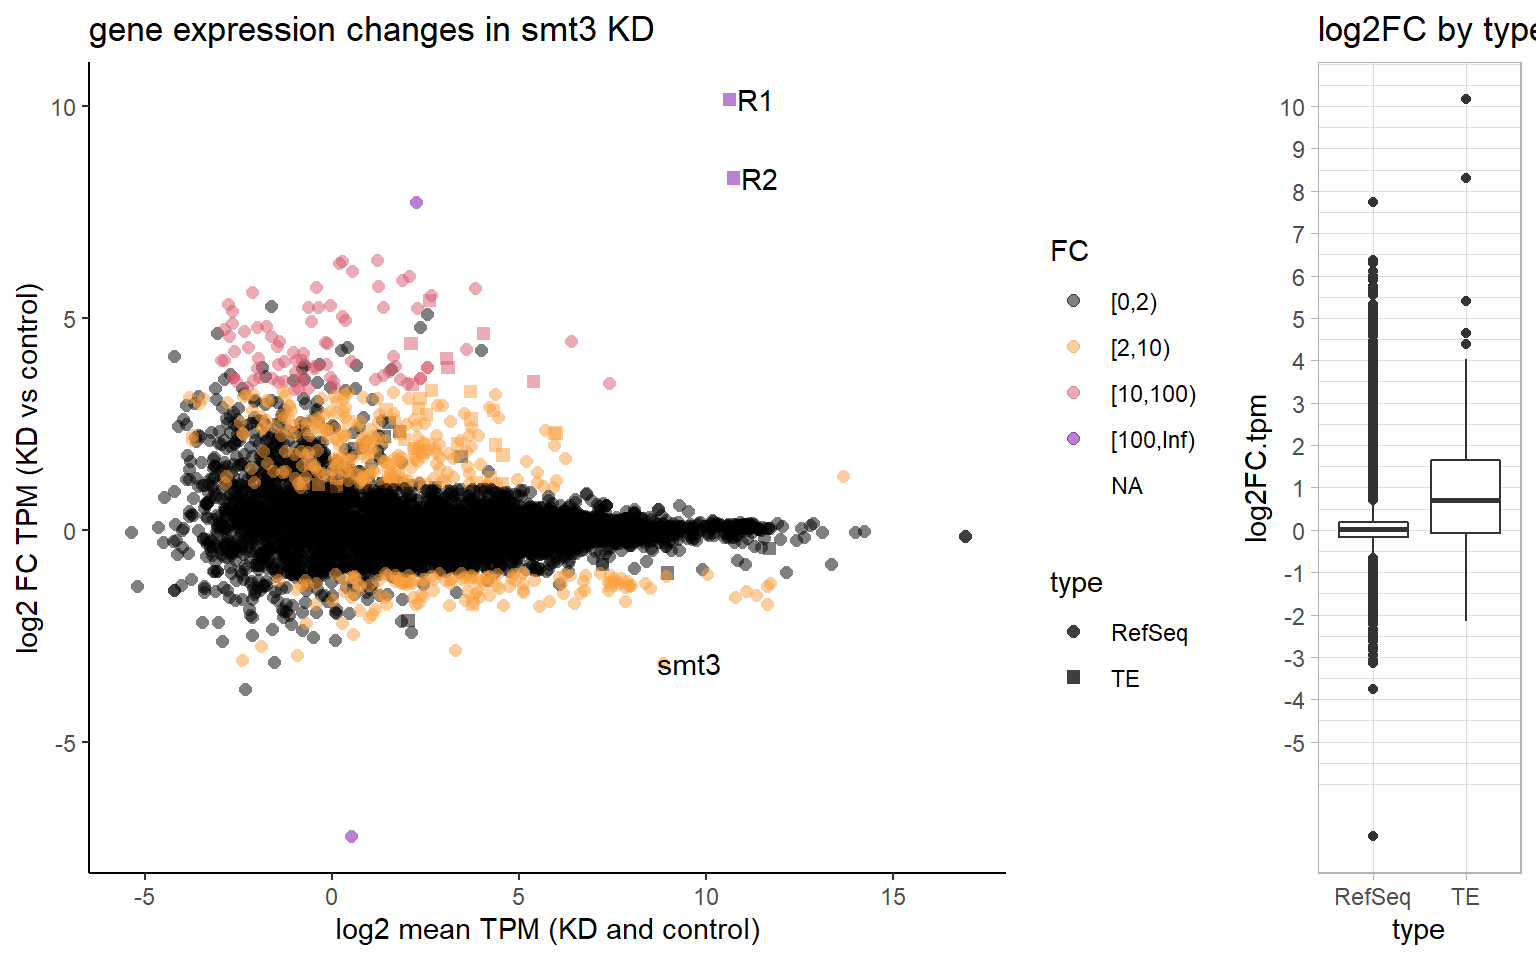 gene expression changes in smt3 KD
log2 FC TPM (KD vs control)
10
5
0
-5
R1
R2
smt3
-5
0
5
10
15
log2 mean TPM (KD and control)
FC
[0,2)
[2,10)
[10,100)
[100,Inf)
NA
type
RefSeq
TE
log2FC by type
log2FC.tpm
10
9
8
7
6
5
4
3
2
1
0
-1
-2
-3
-4
-5
RefSeq
TE
type